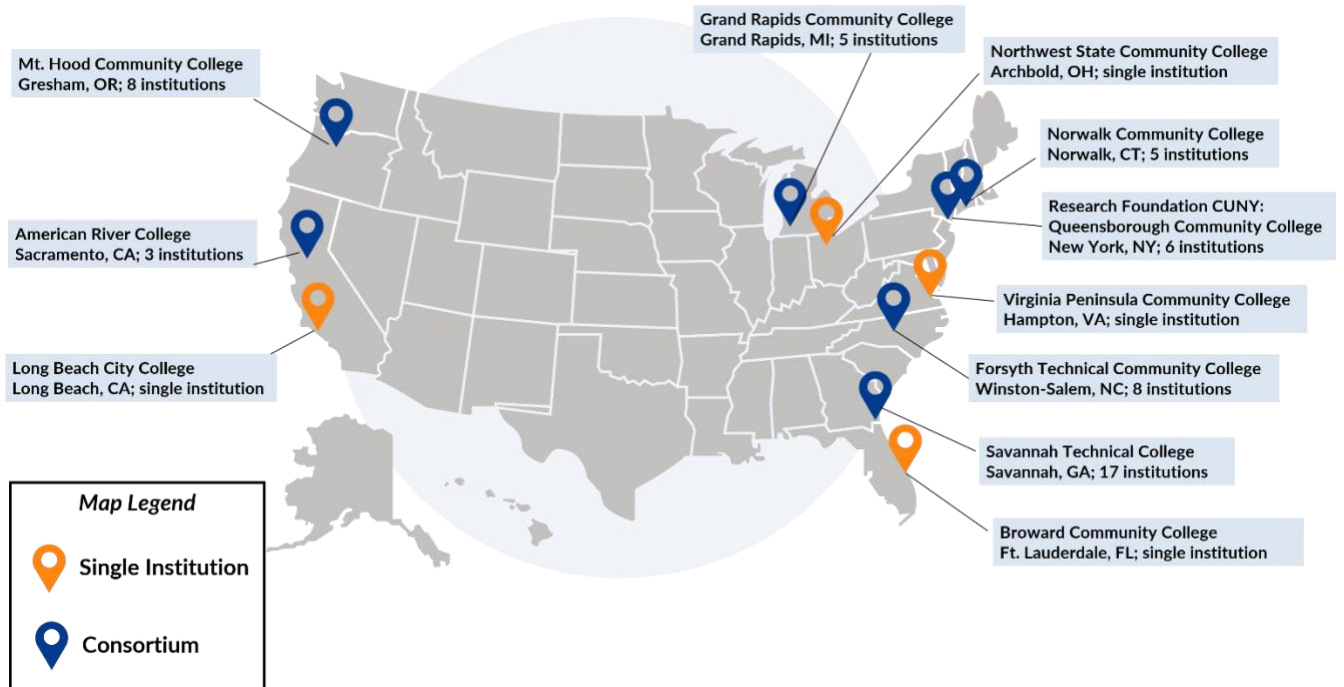 Grand Rapids Community College
Grand Rapids, MI; 5 institutions
Mt. Hood Community College
Gresham, OR; 8 institutions
Northwest State Community College
Archbold, OH; single institution
Norwalk Community College
Norwalk, CT; 5 institutions
Research Foundation CUNY:
Queensborough Community College
New York, NY; 6 institutions
American River College
Sacramento, CA; 3 institutions
Virginia Peninsula Community College
Hampton, VA; single institution
Long Beach City College
Long Beach, CA; single institution
Forsyth Technical Community College
Winston-Salem, NC; 8 institutions
Savannah Technical College
Savannah, GA; 17 institutions
Broward Community College
Ft. Lauderdale, FL; single institution
Map Legend
Single Institution
Consortium